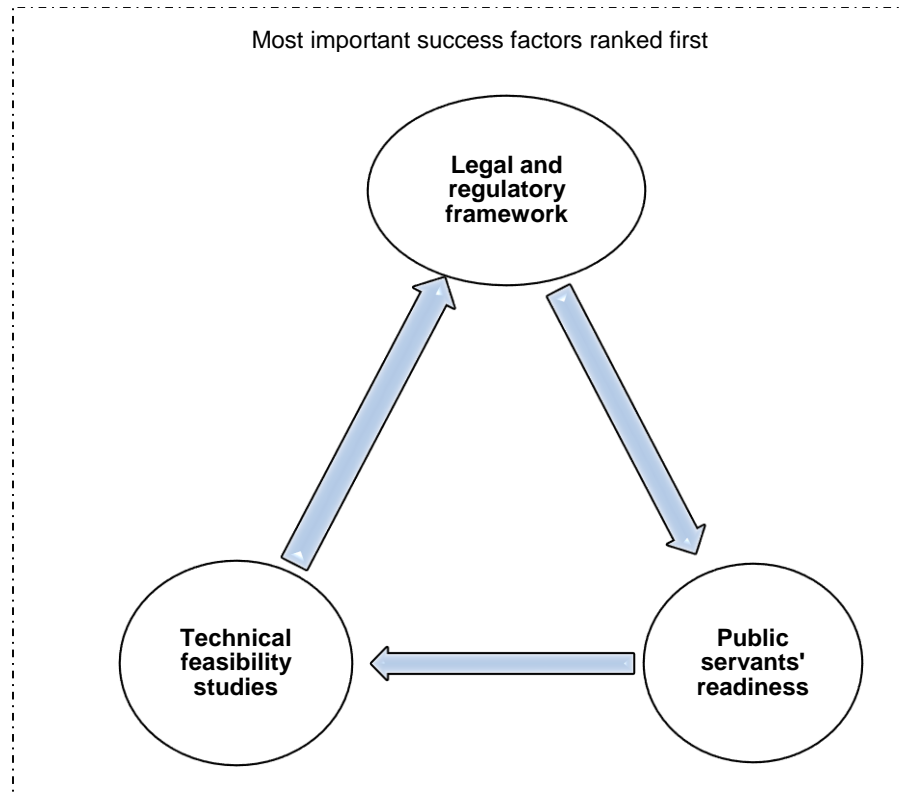 Most important success factors ranked first
Legal and
regulatory
framework
Technical
feasibility
studies
Public
servants'
readiness